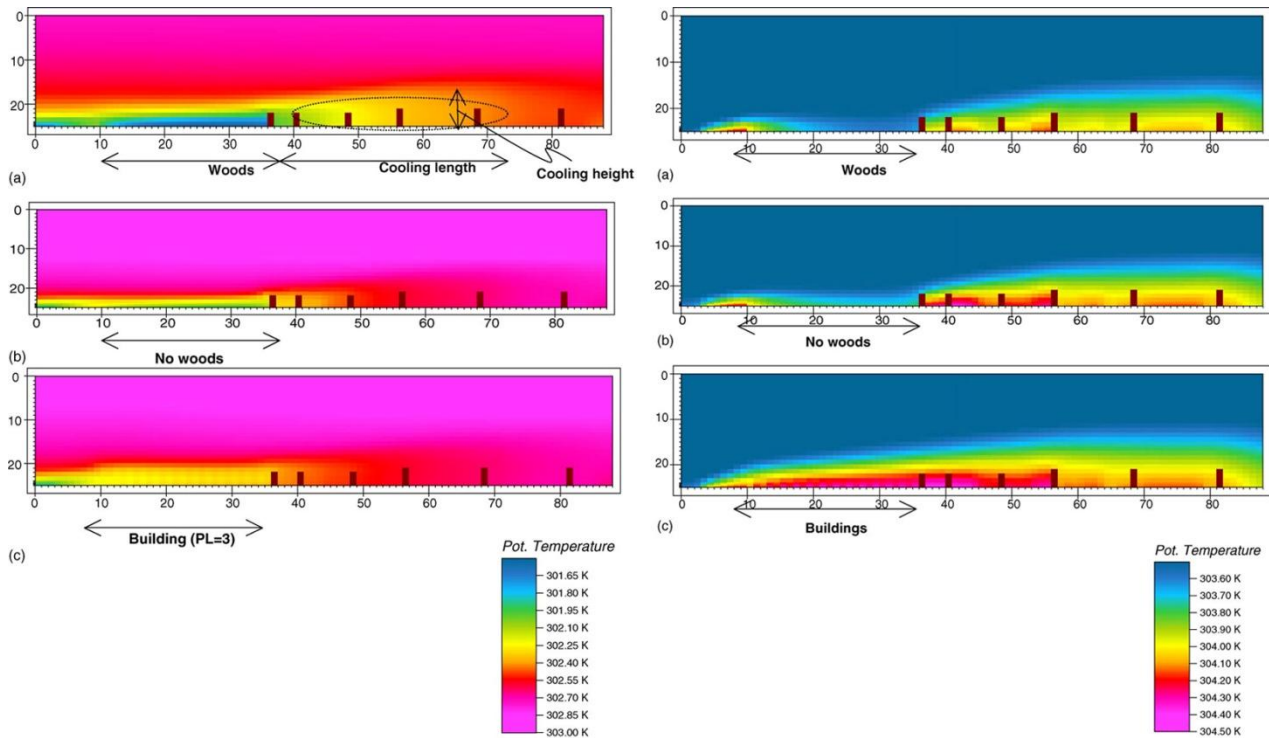 0
10
20
0 10 20 30 40 50 60 70 80
Woods
Cooling length
Cooling height
(a)
0
10
20
0 10 20 30 40 50 60 70 80
No woods
(b)
0
10
20
0 10 20 30 40 50 60 70 80
Building (PL=3)
(c)
Pot. Temperature
301.65 K
301.80 K
301.95 K
302.10 K
302.25 K
302.40 K
302.55 K
302.70 K
302.85 K
303.00 K
0
10
20
0 10 20 30 40 50 60 70 80
Woods
(a)
0
10
20
0 10 20 30 40 50 60 70 80
No woods
(b)
0
10
20
0 10 20 30 40 50 60 70 80
Buildings
(c)
Pot. Temperature
303.60 K
303.70 K
303.80 K
303.90 K
304.00 K
304.10 K
304.20 K
304.30 K
304.40 K
304.50 K